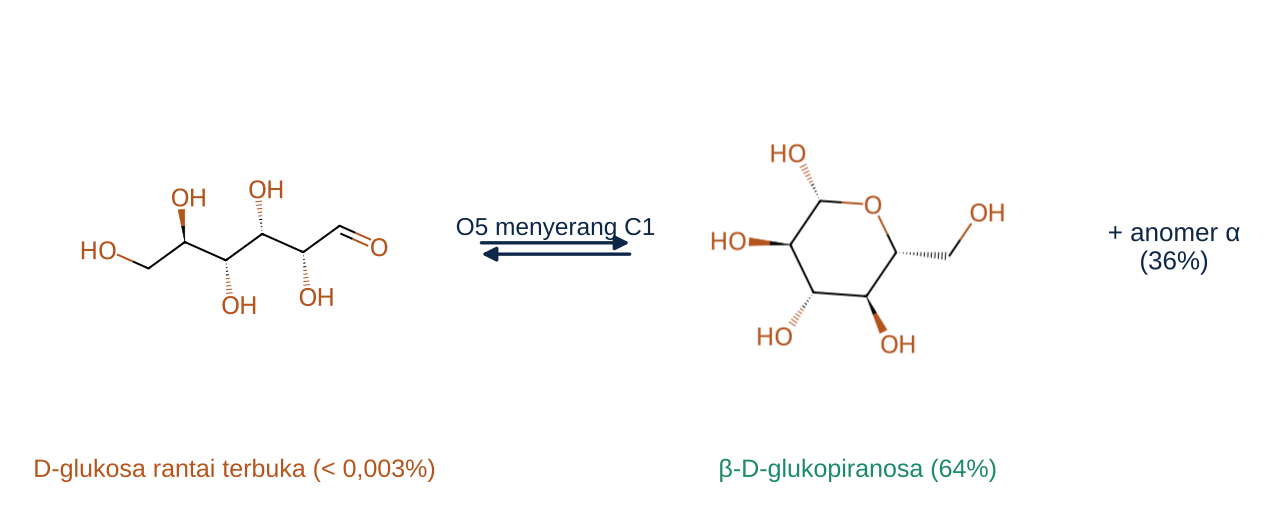 OH
OH
HO
O
OH
OH
O5 menyerang C1
HO
O
OH
HO
HO
OH
+ anomer α
(36%)
D-glukosa rantai terbuka (< 0,003%)
β-D-glukopiranosa (64%)